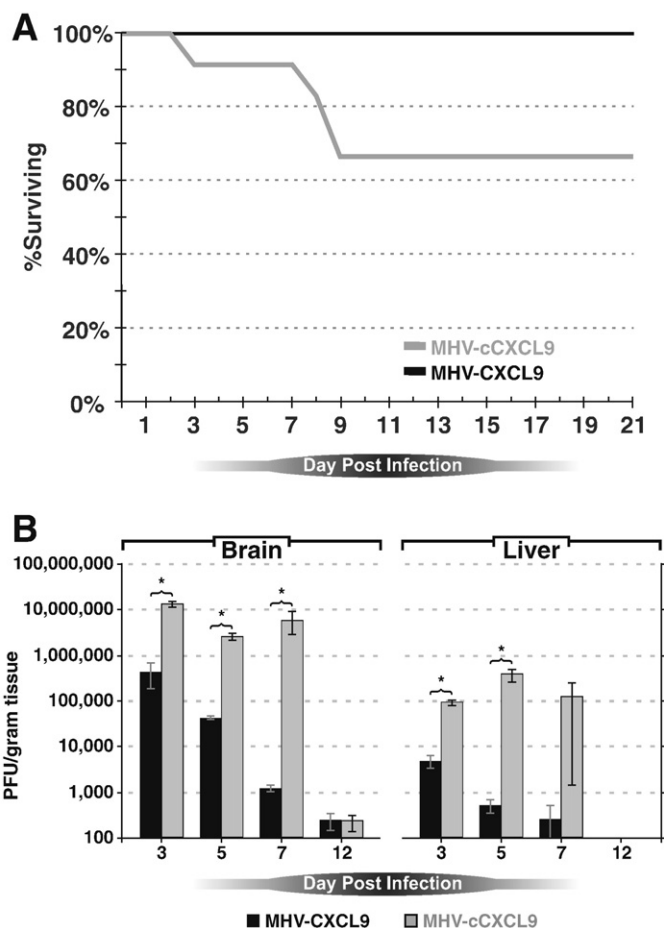 A
100%
80%
60%
40%
20%
0%
%Surviving
MHV-cCXCL9
MHV-CXCL9
1 3 5 7 9 11 13 15 17 19 21
Day Post Infection
B
Brain Liver
100,000,000
10,000,000
1,000,000
100,000
10,000
1,000
100
PFU/gram tissue
* * * * *
3 5 7 12 3 5 7 12
Day Post Infection
MHV-CXCL9 MHV-cCXCL9